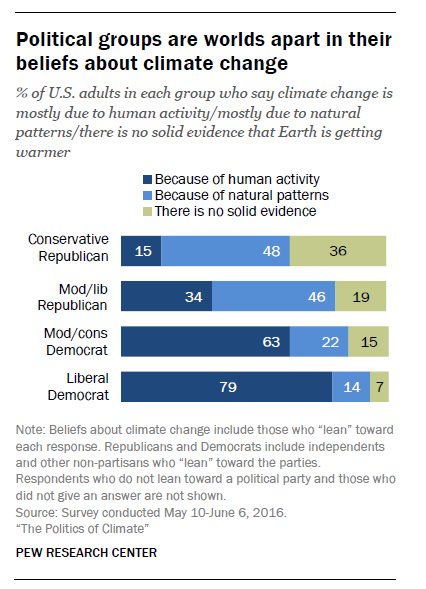 Political groups are worlds apart in their
beliefs about climate change
% of U.S. adults in each group who say climate change is
mostly due to human activity/mostly due to natural
patterns/there is no solid evidence that Earth is getting
warmer
Because of human activity
Because of natural patterns
There is no solid evidence
Conservative
Republican
15 48 36
Mod/lib
Republican
34 46 19
Mod/cons
Democrat
63 22 15
Liberal
Democrat
79 14 7
Note: Beliefs about climate change include those who “lean” toward
each response. Republicans and Democrats include independents
and other non-partisans who “lean” toward the parties.
Respondents who do not lean toward a political party and those who
did not give an answer are not shown.
Source: Survey conducted May 10-June 6, 2016.
“The Politics of Climate”
PEW RESEARCH CENTER